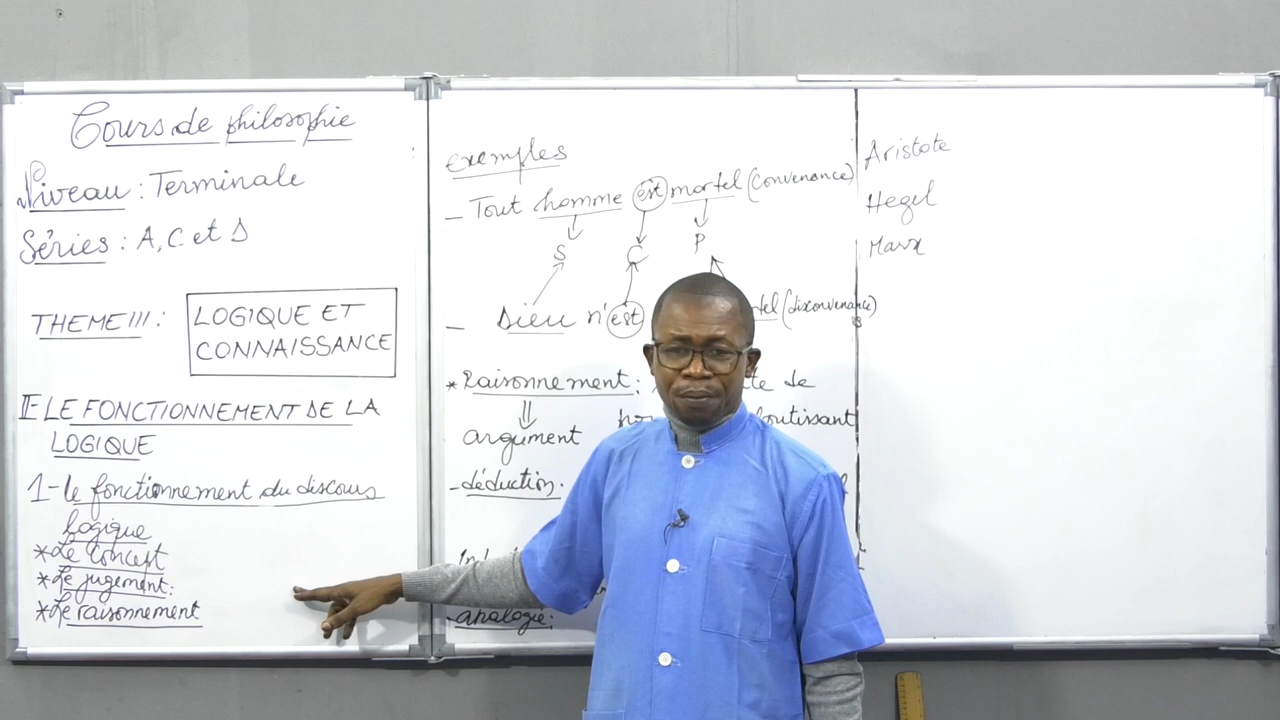 Cours de philosophie
Niveau : Terminale
Séries : A, C et D
THEME III :
LOGIQUE ET
CONNAISSANCE
II- LE FONCTIONNEMENT DE LA
LOGIQUE
1- le fonctionnement du discours
logique
* Le concept
* Le jugement :
* Le raisonnement
Exemples
- Tout homme est mortel (convenance)
S C P
- Dieu n'est (disconvenance)
* Raisonnement : de
argument
- déduction.
- analogie :
Aristote
Hegel
Marx